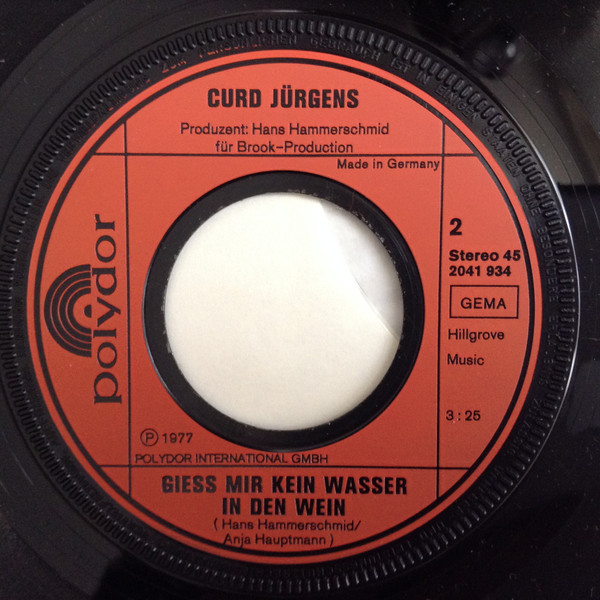 CURD JÜRGENS
Produzent: Hans Hammerschmid
für Brook-Production
Made in Germany
polydor
2
Stereo 45
2041 934
GEMA
Hillgrove
Music
3:25
Ⓟ 1977
POLYDOR INTERNATIONAL GMBH
GIESS MIR KEIN WASSER
IN DEN WEIN
(Hans Hammerschmid/
Anja Hauptmann)